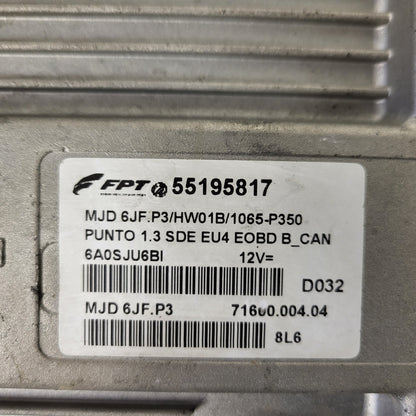 FPT 55195817
MJD 6JF.P3/HW01B/1065-P350
PUNTO 1.3 SDE EU4 EOBD B_CAN
6A0SJU6BI 12V=
D032
MJD 6JF.P3 71600.004.04
8L6